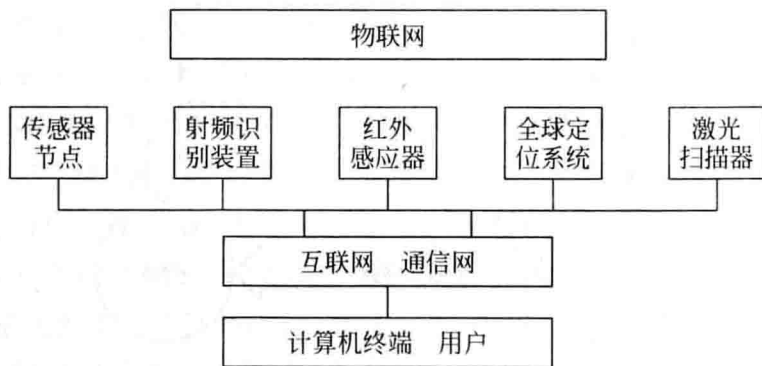 物联网
传感器
节点
射频识
别装置
红外
感应器
全球定
位系统
激光
扫描器
互联网 通信网
计算机终端 用户